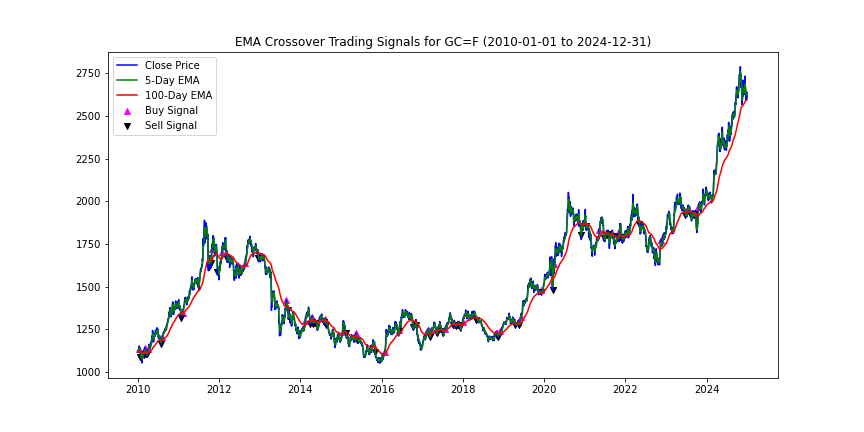 EMA Crossover Trading Signals for GC=F (2010-01-01 to 2024-12-31)
Close Price
5-Day EMA
100-Day EMA
Buy Signal
Sell Signal
2750
2500
2250
2000
1750
1500
1250
1000
2010 2012 2014 2016 2018 2020 2022 2024